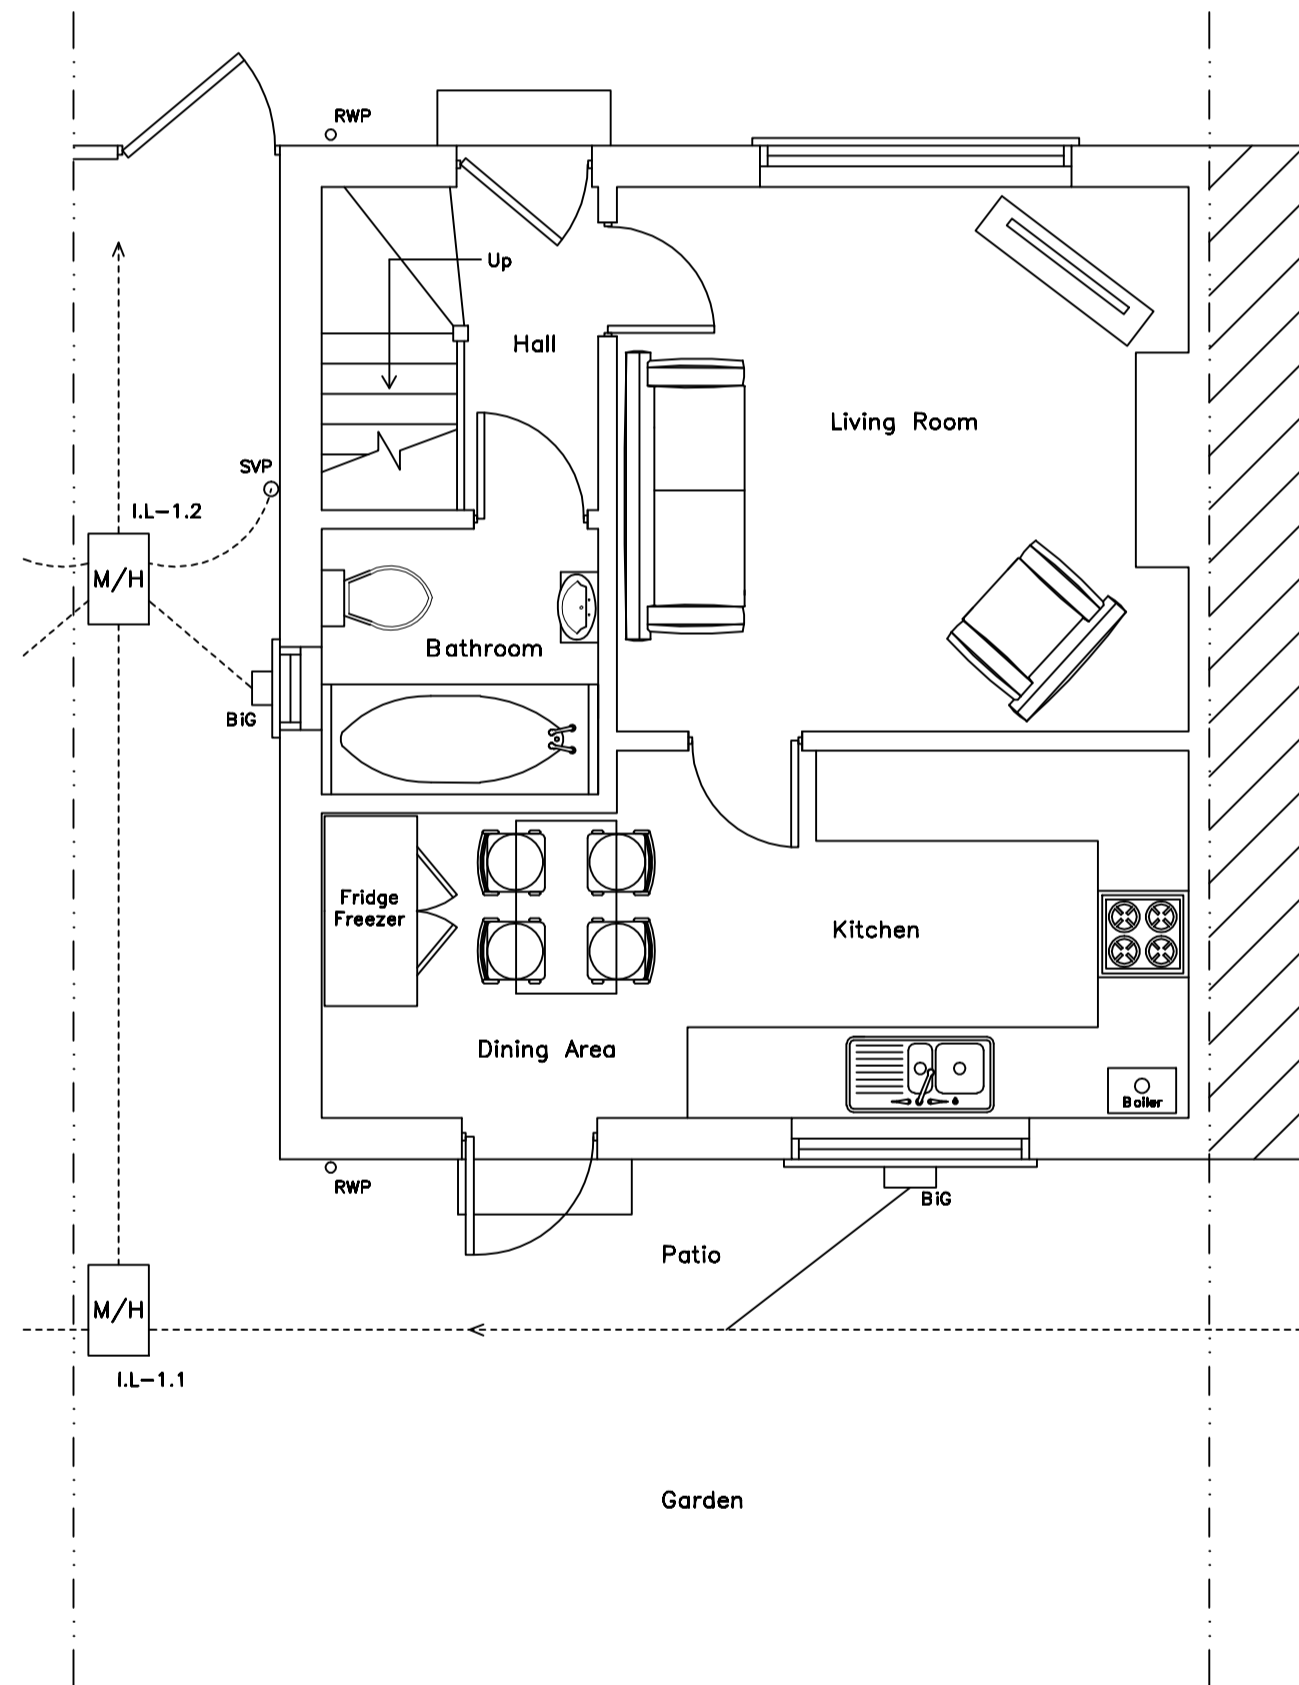 RWP
Up
Hall
Living Room
SVP
I.L-1.2
M/H
Bathroom
BiG
Fridge
Freezer
Kitchen
Dining Area
Boiler
RWP
BiG
Patio
M/H
I.L-1.1
Garden